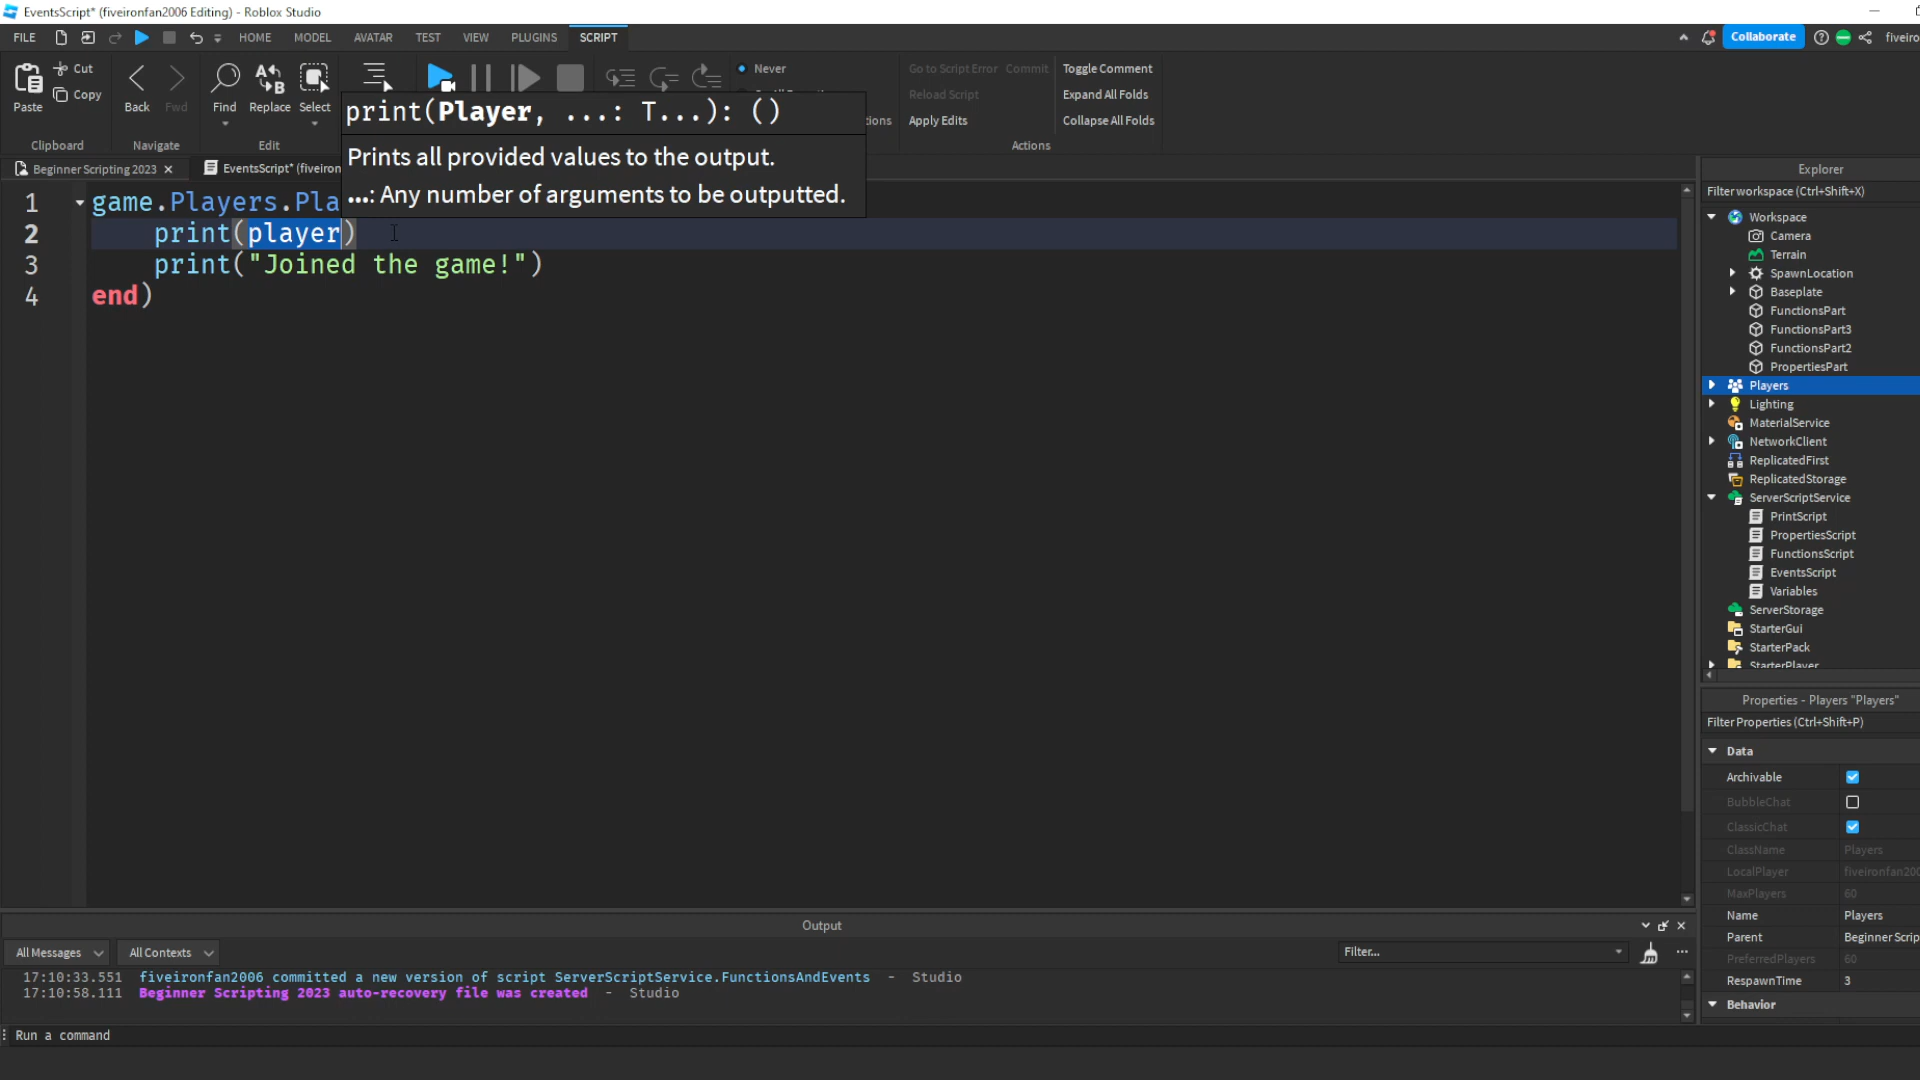 EventsScript* (fiveironfan2006 Editing) - Roblox Studio
FILE HOME MODEL AVATAR TEST VIEW PLUGINS SCRIPT Collaborate fiveiro
Cut
Copy
Paste
Back Fwd Find Replace Select
Never
Go to Script Error Commit Toggle Comment
Reload Script Expand All Folds
Apply Edits Collapse All Folds
Clipboard Navigate Edit Actions
print(Player, ...: T...): ()
Prints all provided values to the output.
...: Any number of arguments to be outputted.
Beginner Scripting 2023 EventsScript* (fiveiron
1 game.Players.Pla
2 print(player)
3 print("Joined the game!")
4 end)
Explorer
Filter workspace (Ctrl+Shift+X)
Workspace
Camera
Terrain
SpawnLocation
Baseplate
FunctionsPart
FunctionsPart3
FunctionsPart2
PropertiesPart
Players
Lighting
MaterialService
NetworkClient
ReplicatedFirst
ReplicatedStorage
ServerScriptService
PrintScript
PropertiesScript
FunctionsScript
EventsScript
Variables
ServerStorage
StarterGui
StarterPack
StarterPlayer
Properties - Players "Players"
Filter Properties (Ctrl+Shift+P)
Data
Archivable
BubbleChat
ClassicChat
ClassName Players
LocalPlayer fiveironfan200
MaxPlayers 60
Name Players
Parent Beginner Scrip
PreferredPlayers 60
RespawnTime 3
Behavior
Output
All Messages All Contexts Filter...
17:10:33.551 fiveironfan2006 committed a new version of script ServerScriptService.FunctionsAndEvents - Studio
17:10:58.111 Beginner Scripting 2023 auto-recovery file was created - Studio
Run a command